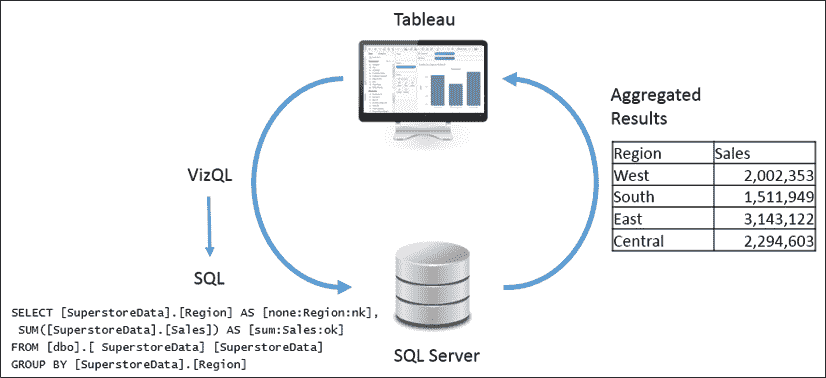 Tableau
VizQL
SQL
SELECT [SuperstoreData].[Region] AS [none:Region:nk],
SUM([SuperstoreData].[Sales]) AS [sum:Sales:ok]
FROM [dbo].[ SuperstoreData] [SuperstoreData]
GROUP BY [SuperstoreData].[Region]
SQL Server
Aggregated
Results
Region Sales
West 2,002,353
South 1,511,949
East 3,143,122
Central 2,294,603